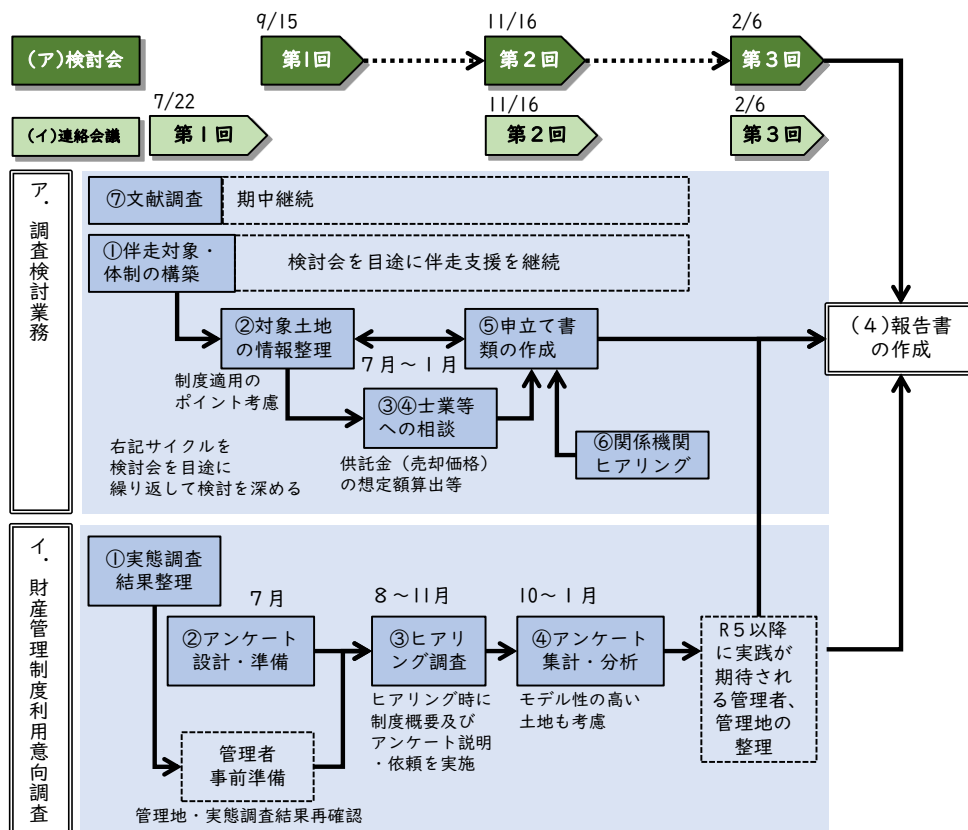 9/15
11/16
2/6
(ア)検討会
第1回
第2回
第3回
7/22
11/16
2/6
(イ)連絡会議
第1回
第2回
第3回
ア．調査検討業務
⑦文献調査
期中継続
①伴走対象・
体制の構築
検討会を目途に伴走支援を継続
②対象土地
の情報整理
7月～1月
⑤申立て書
類の作成
(4)報告書
の作成
制度適用の
ポイント考慮
③④士業等
への相談
供託金（売却価格）
の想定額算出等
⑥関係機関
ヒアリング
右記サイクルを
検討会を目途に
繰り返して検討を深める
イ．財産管理制度利用意向調査
①実態調査
結果整理
7月
②アンケート
設計・準備
8～11月
③ヒアリ
ング調査
ヒアリング時に
制度概要及び
アンケート説明
・依頼を実施
10～1月
④アンケート
集計・分析
モデル性の高い
土地も考慮
R5以降
に実践が
期待され
る管理者、
管理地の
整理
管理者
事前準備
管理地・実態調査結果再確認